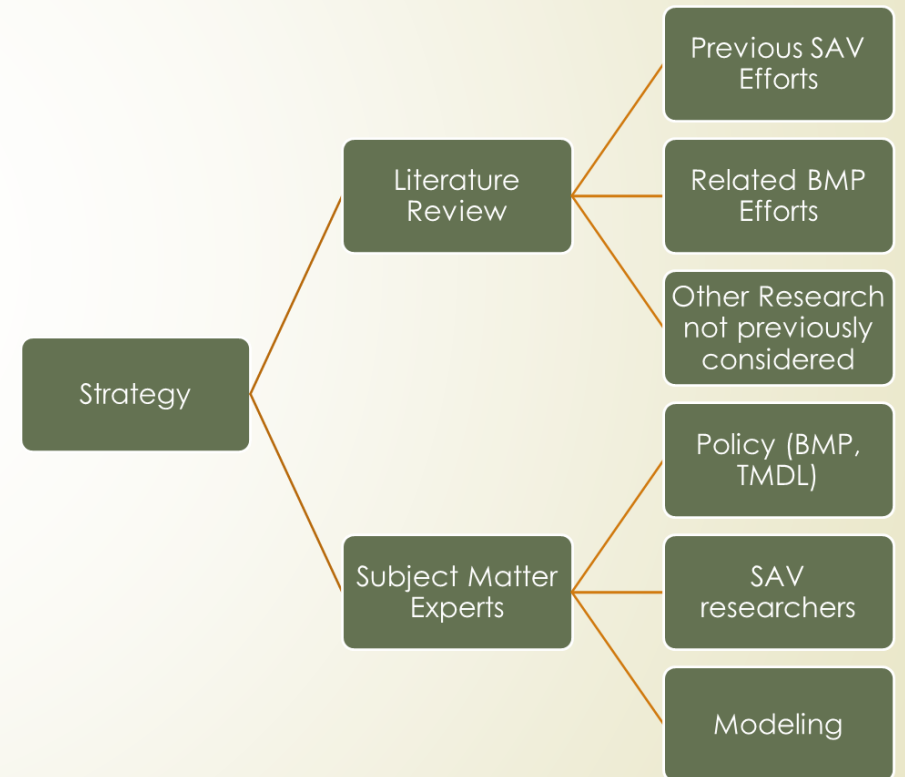 Strategy
Literature
Review
Previous SAV
Efforts
Related BMP
Efforts
Other Research
not previously
considered
Subject Matter
Experts
Policy (BMP,
TMDL)
SAV
researchers
Modeling